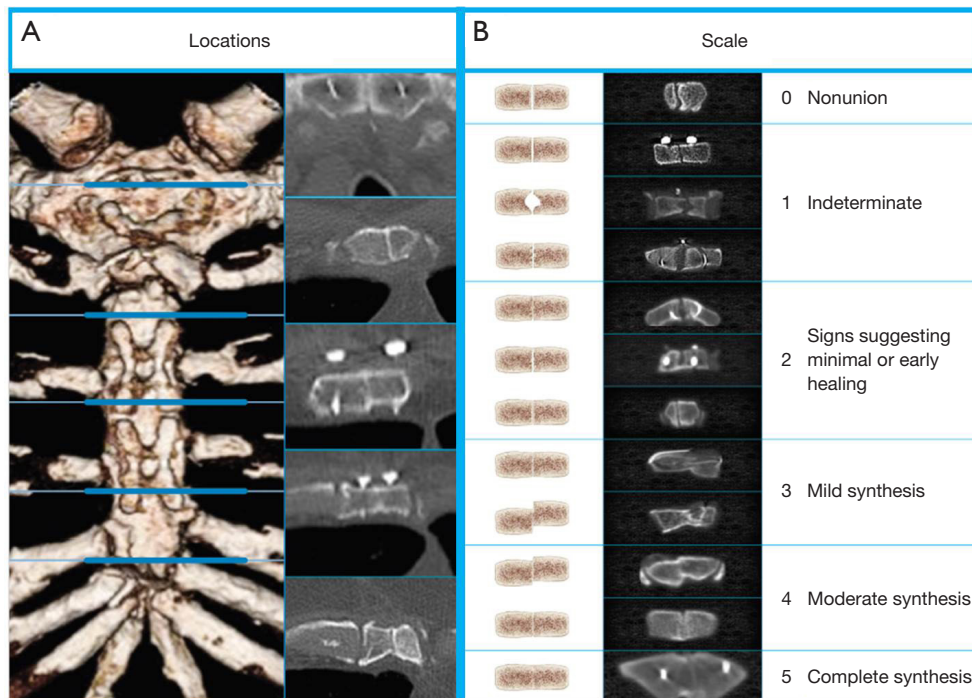 A
Locations
B
Scale
0 Nonunion
1 Indeterminate
2 Signs suggesting
minimal or early
healing
3 Mild synthesis
4 Moderate synthesis
5 Complete synthesis